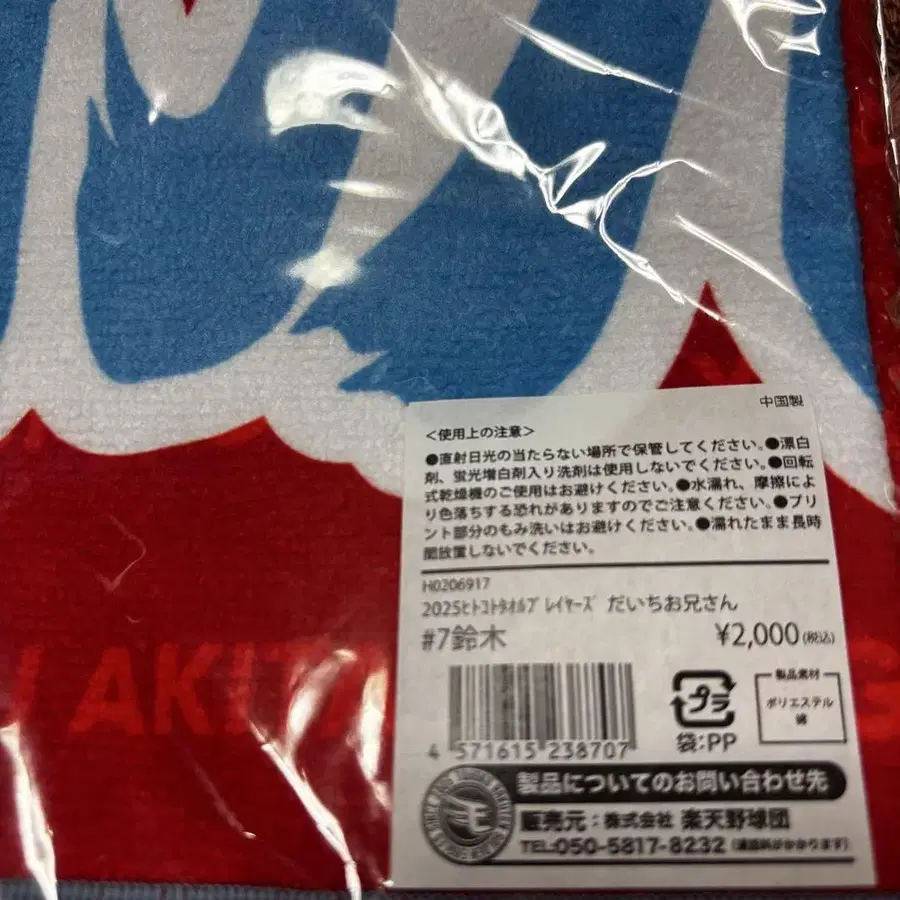 中国製
<使用上の注意>
●直射日光の当たらない場所で保管してください。●漂白
剤、蛍光増白剤入り洗剤は使用しないでください。●回転
式乾燥機のご使用はお避けください。●水濡れ、摩擦によ
り色落ちする恐れがありますのでご注意ください。●プリ
ント部分のもみ洗いはお避けください。●濡れたまま長時
間放置しないでください。
H0206917
2025ﾋﾄｺﾄﾀｵﾙﾌﾟﾚｲﾔｰｽﾞ だいちお兄さん
#7鈴木 ¥2,000(税込)
4 571615 238707
プラ
袋:PP
製品素材
ポリエステル
綿
製品についてのお問い合わせ先
販売元:株式会社 楽天野球団
TEL:050-5817-8232 (通話料がかかります)
AKIT